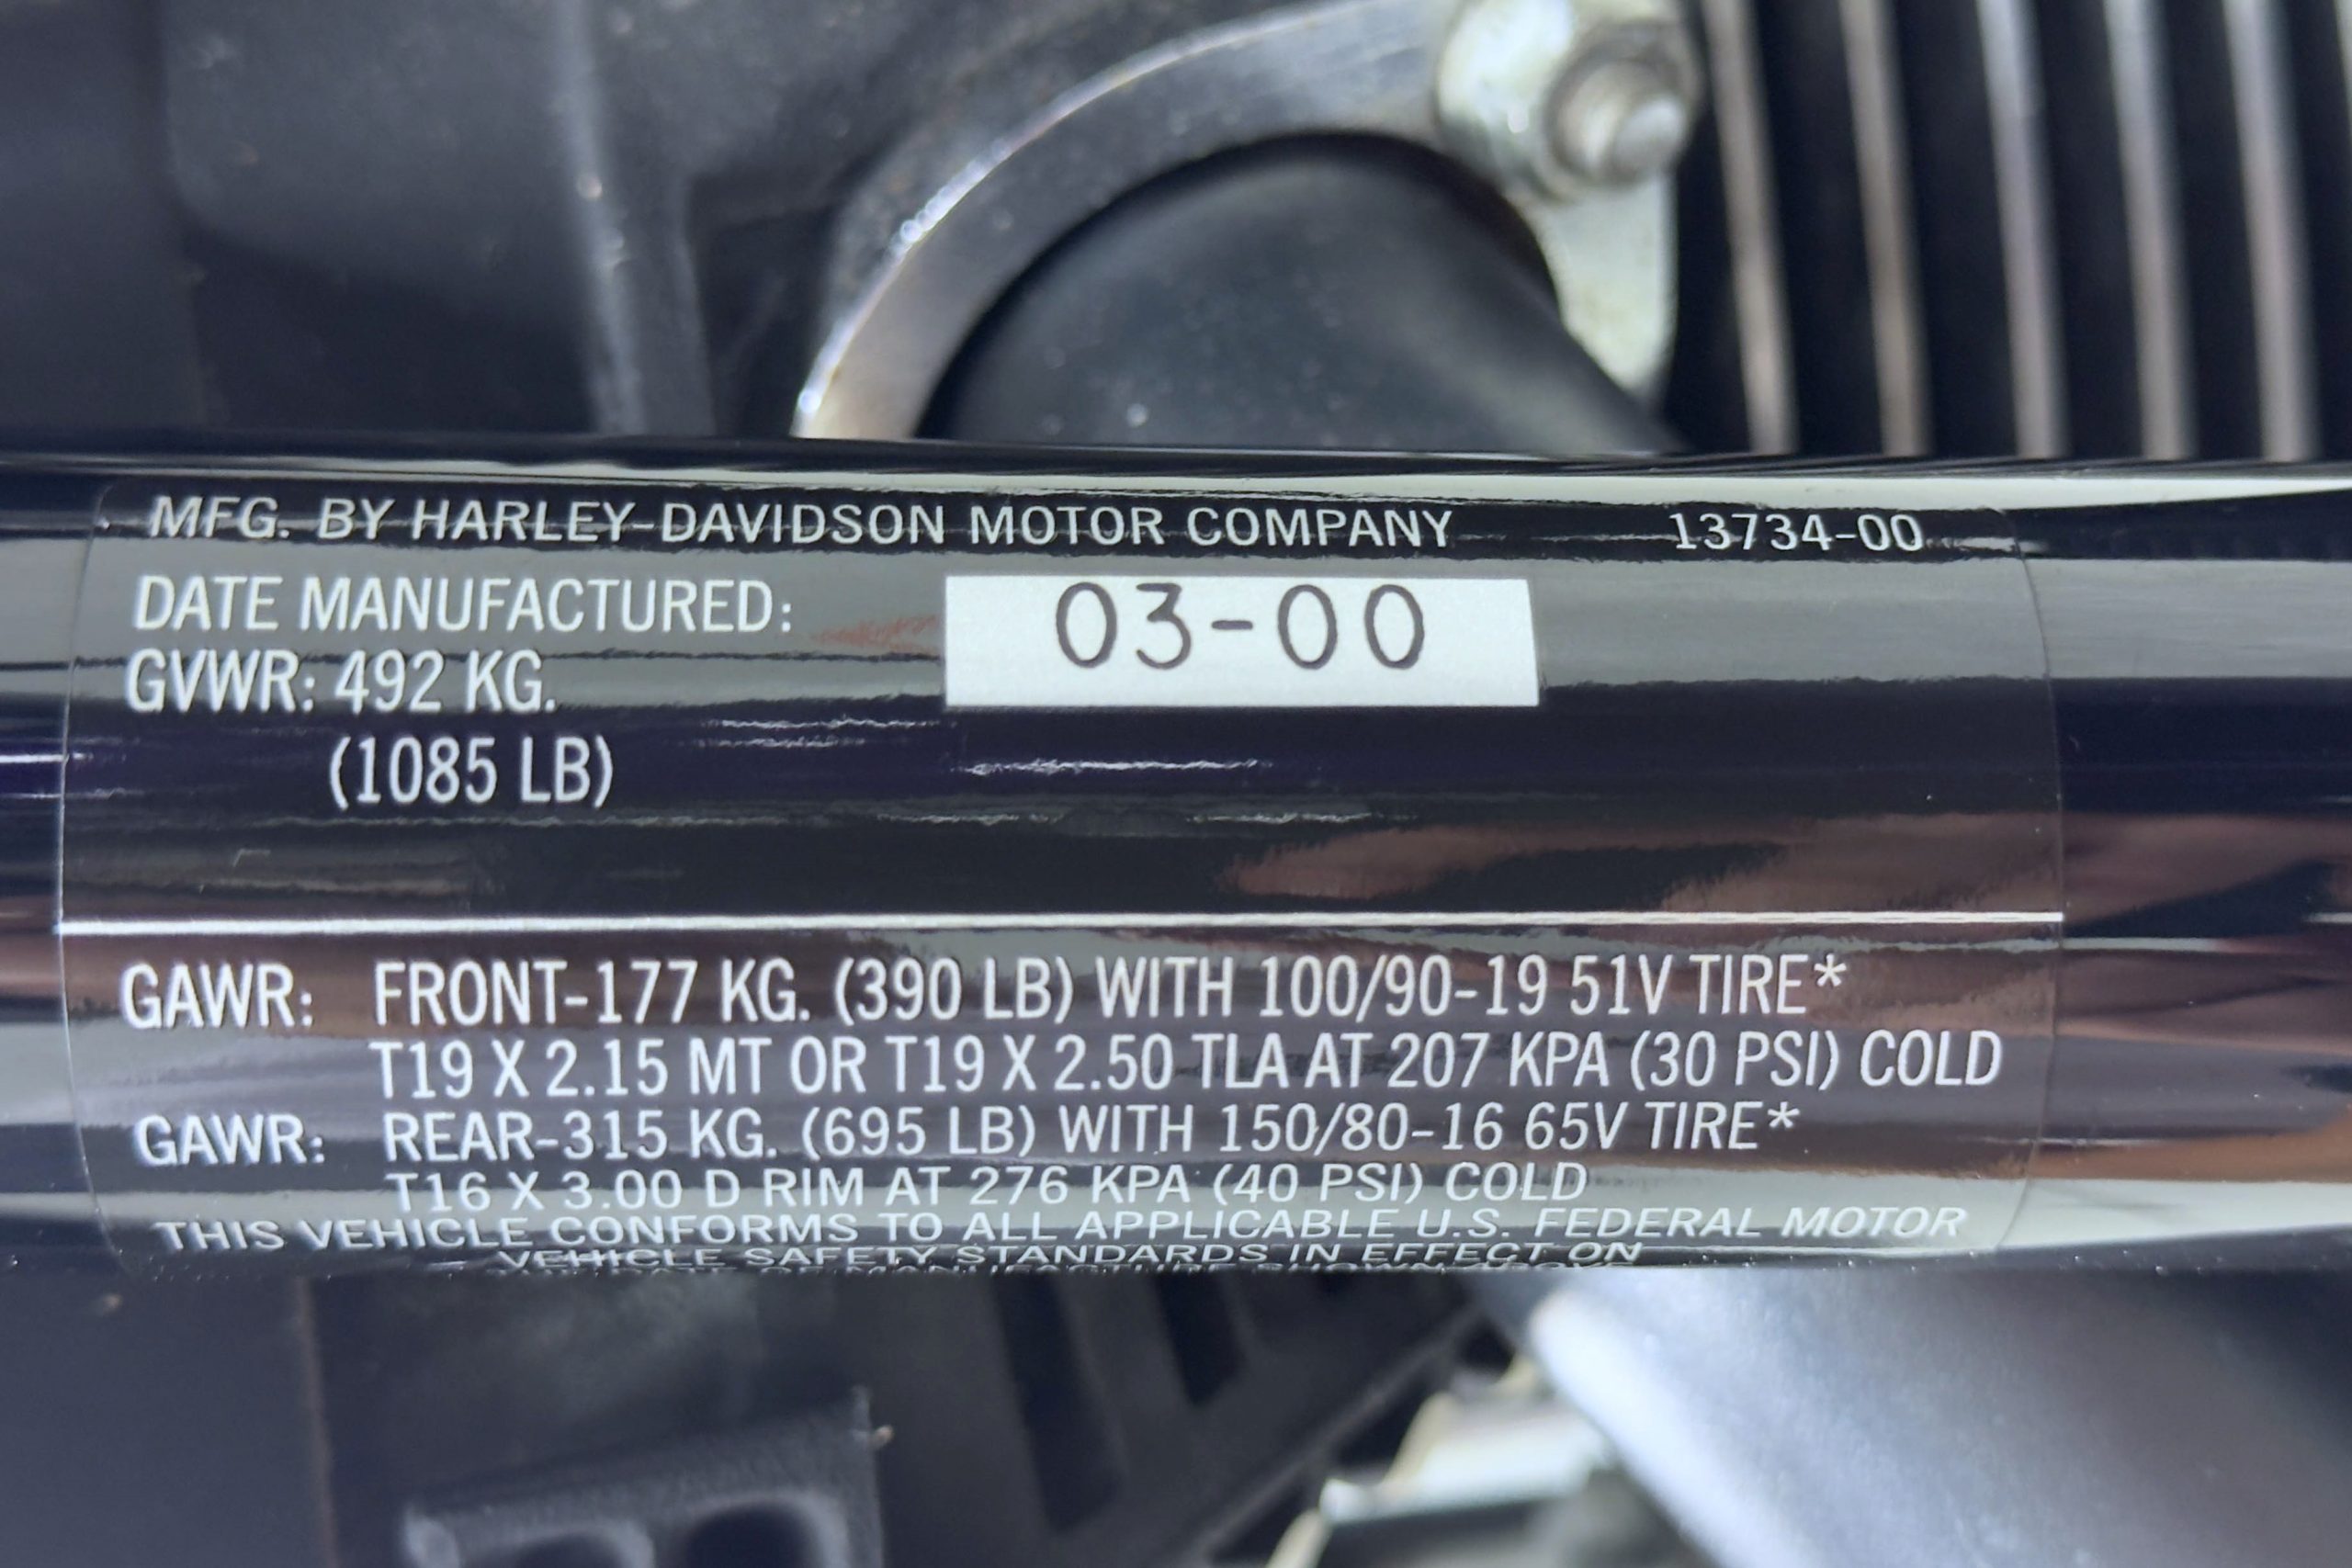 MFG. BY HARLEY-DAVIDSON MOTOR COMPANY 13734-00
DATE MANUFACTURED: 03-00
GVWR: 492 KG.
(1085 LB)
GAWR: FRONT-177 KG. (390 LB) WITH 100/90-19 51V TIRE*
T19 X 2.15 MT OR T19 X 2.50 TLA AT 207 KPA (30 PSI) COLD
GAWR: REAR-315 KG. (695 LB) WITH 150/80-16 65V TIRE*
T16 X 3.00 D RIM AT 276 KPA (40 PSI) COLD
THIS VEHICLE CONFORMS TO ALL APPLICABLE U.S. FEDERAL MOTOR
VEHICLE SAFETY STANDARDS IN EFFECT ON